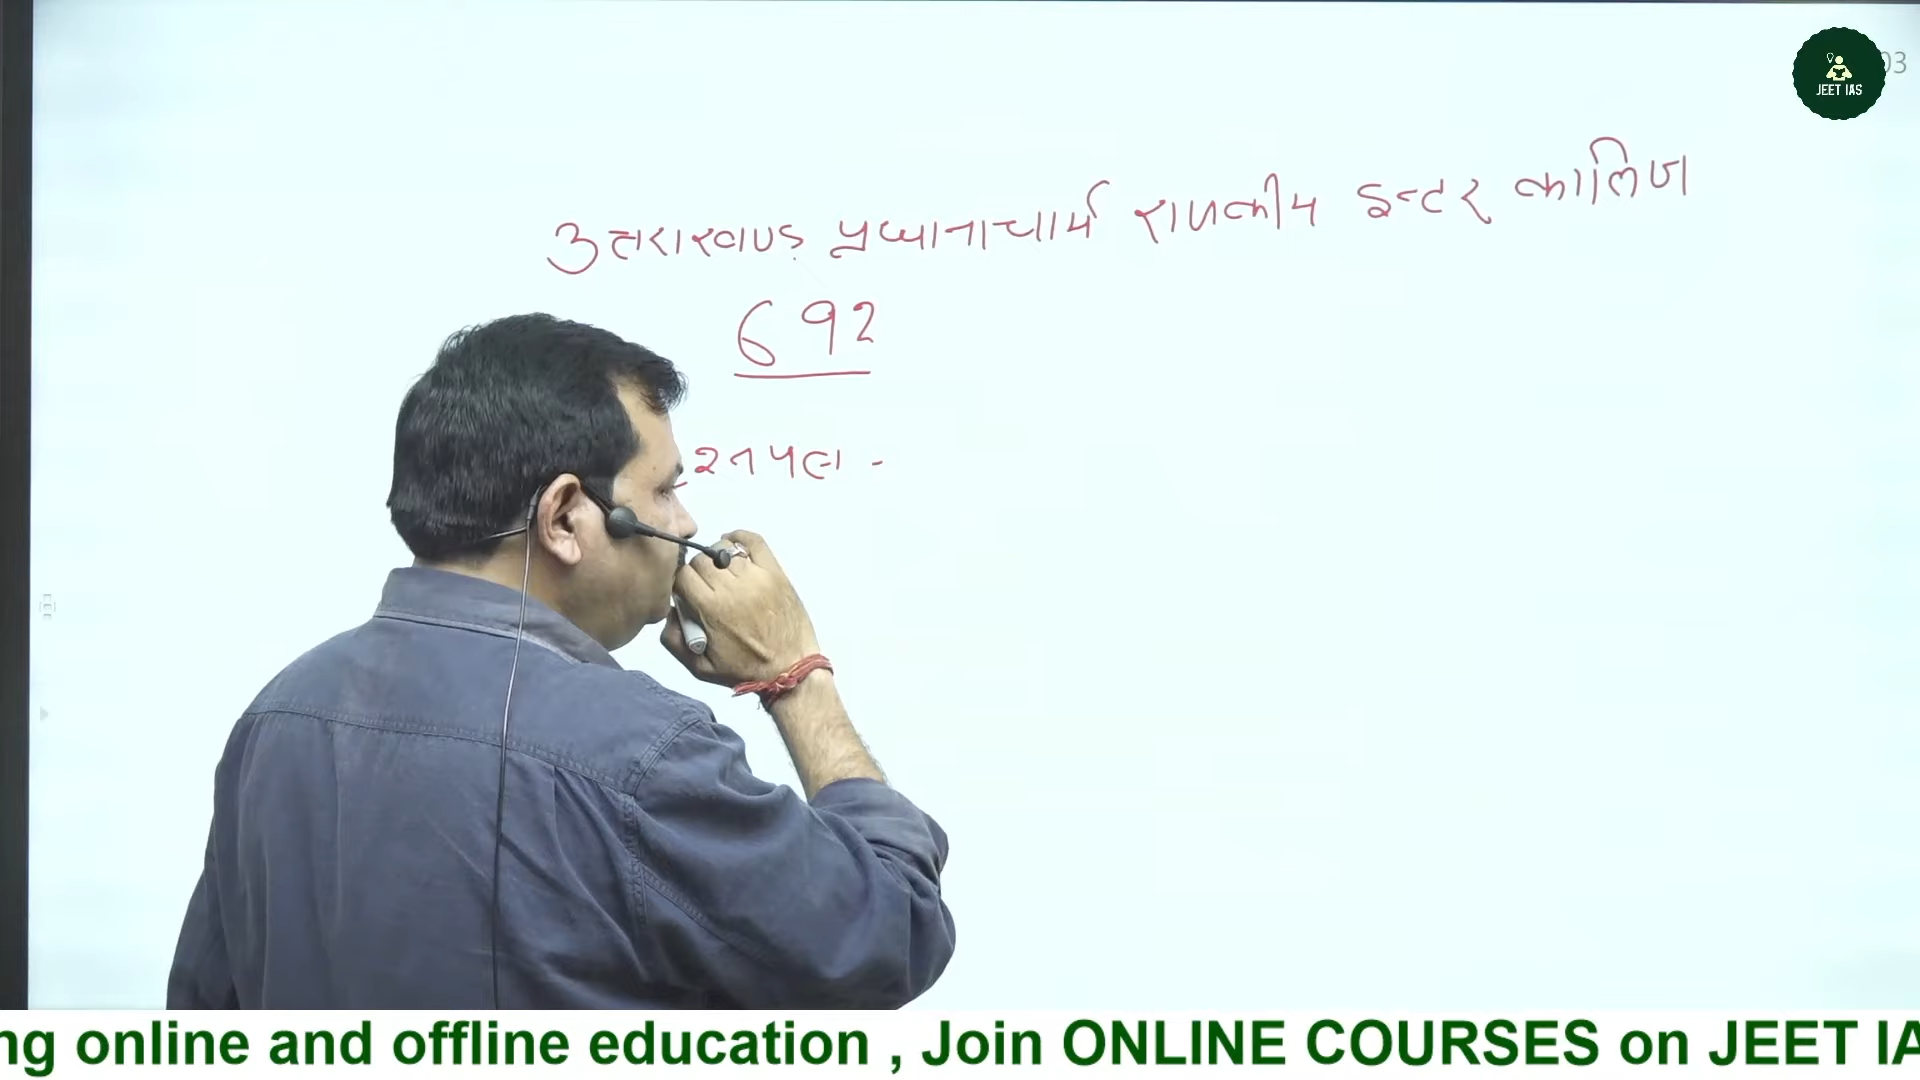 03
JEET IAS
उत्तराखण्ड प्रधानाचार्य राजकीय इन्टर कालिज
692
ng online and offline education , Join ONLINE COURSES on JEET IA